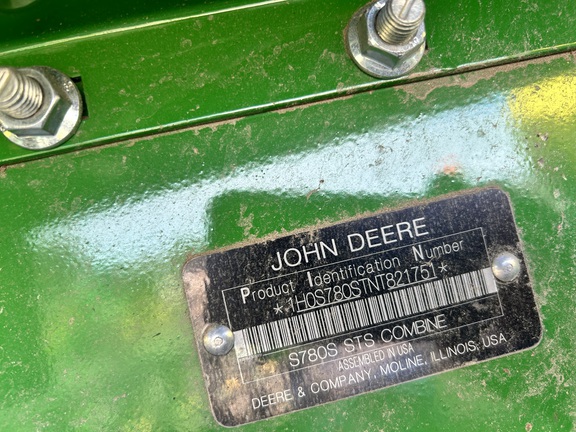 JOHN DEERE
Product Identification Number
*1H0S780STNT821751*
S780S STS COMBINE
ASSEMBLED IN USA
DEERE & COMPANY, MOLINE, ILLINOIS, USA